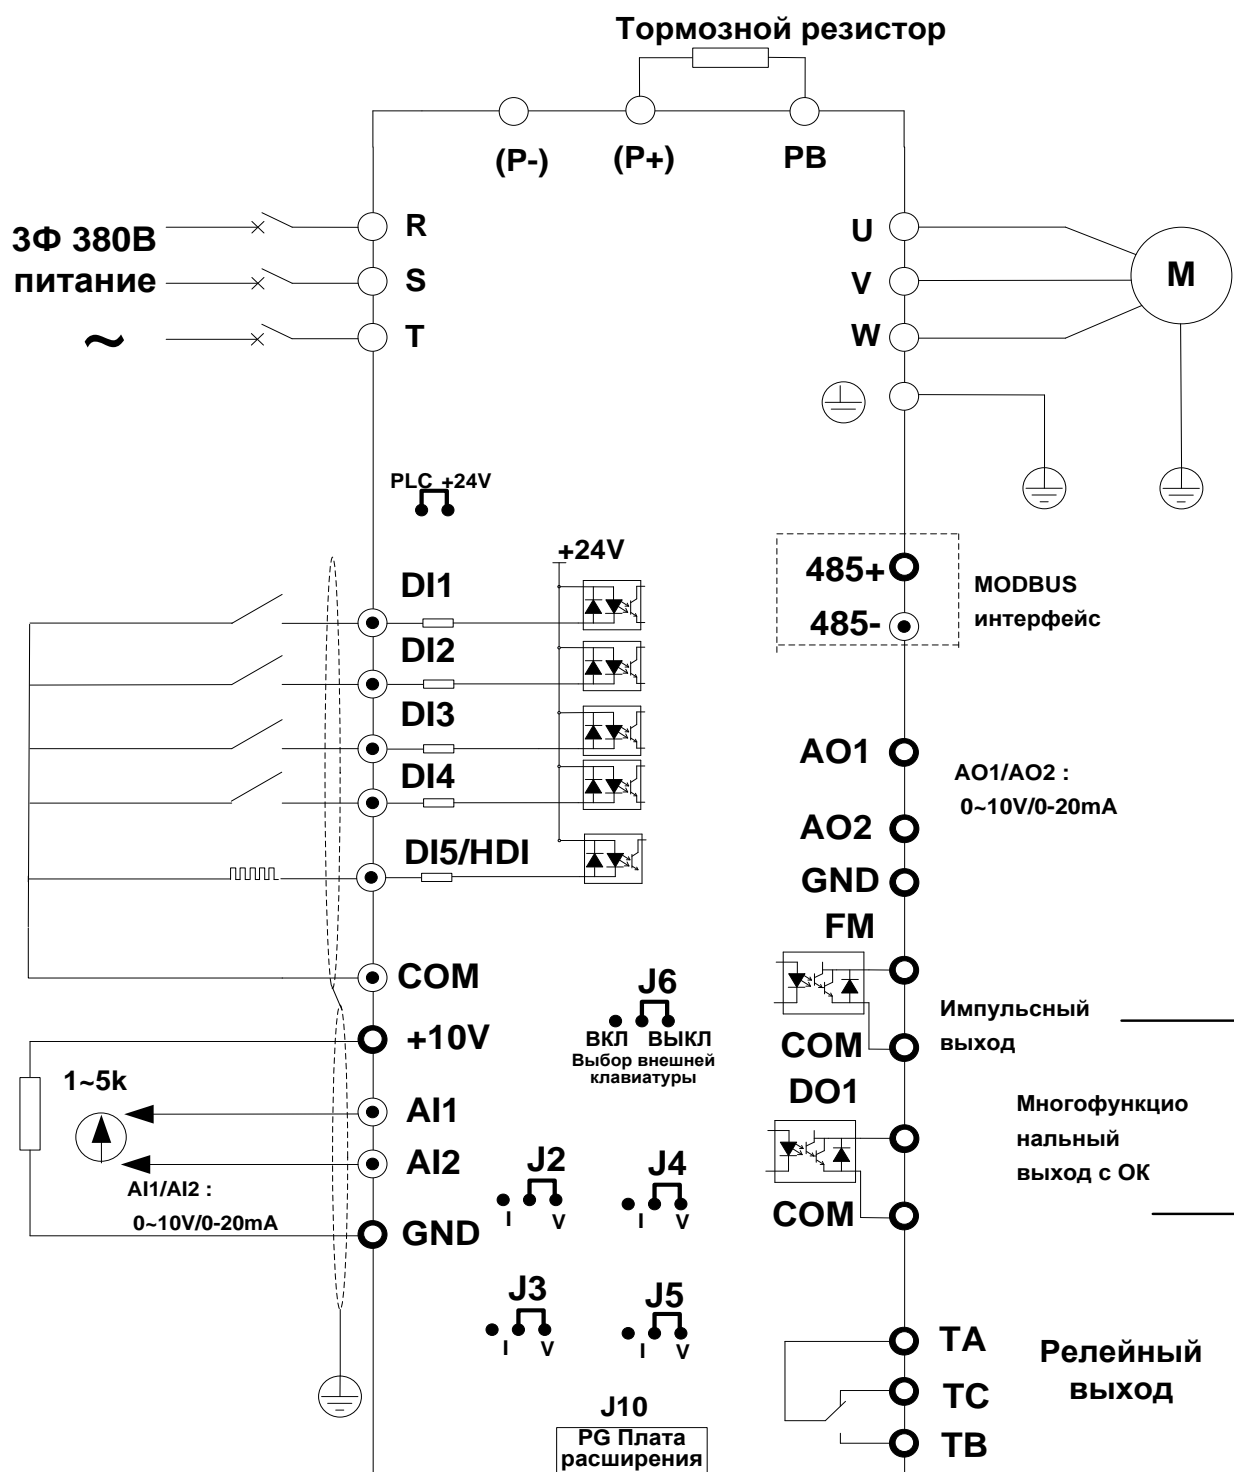 Тормозной резистор
(P-)
(P+)
PB
3Ф 380В
питание
~
R
S
T
U
V
W
M
PLC +24V
+24V
DI1
DI2
DI3
DI4
DI5/HDI
COM
+10V
1~5k
AI1
AI2
AI1/AI2 :
0~10V/0-20mA
GND
485+
485-
MODBUS
интерфейс
AO1
AO1/AO2 :
0~10V/0-20mA
AO2
GND
FM
Импульсный
выход
COM
DO1
Многофункцио
нальный
выход с ОК
COM
J6
ВКЛ ВЫКЛ
Выбор внешней
клавиатуры
J2
I V
J4
I V
J3
I V
J5
I V
J10
PG Плата
расширения
TA
TC
TB
Релейный
выход